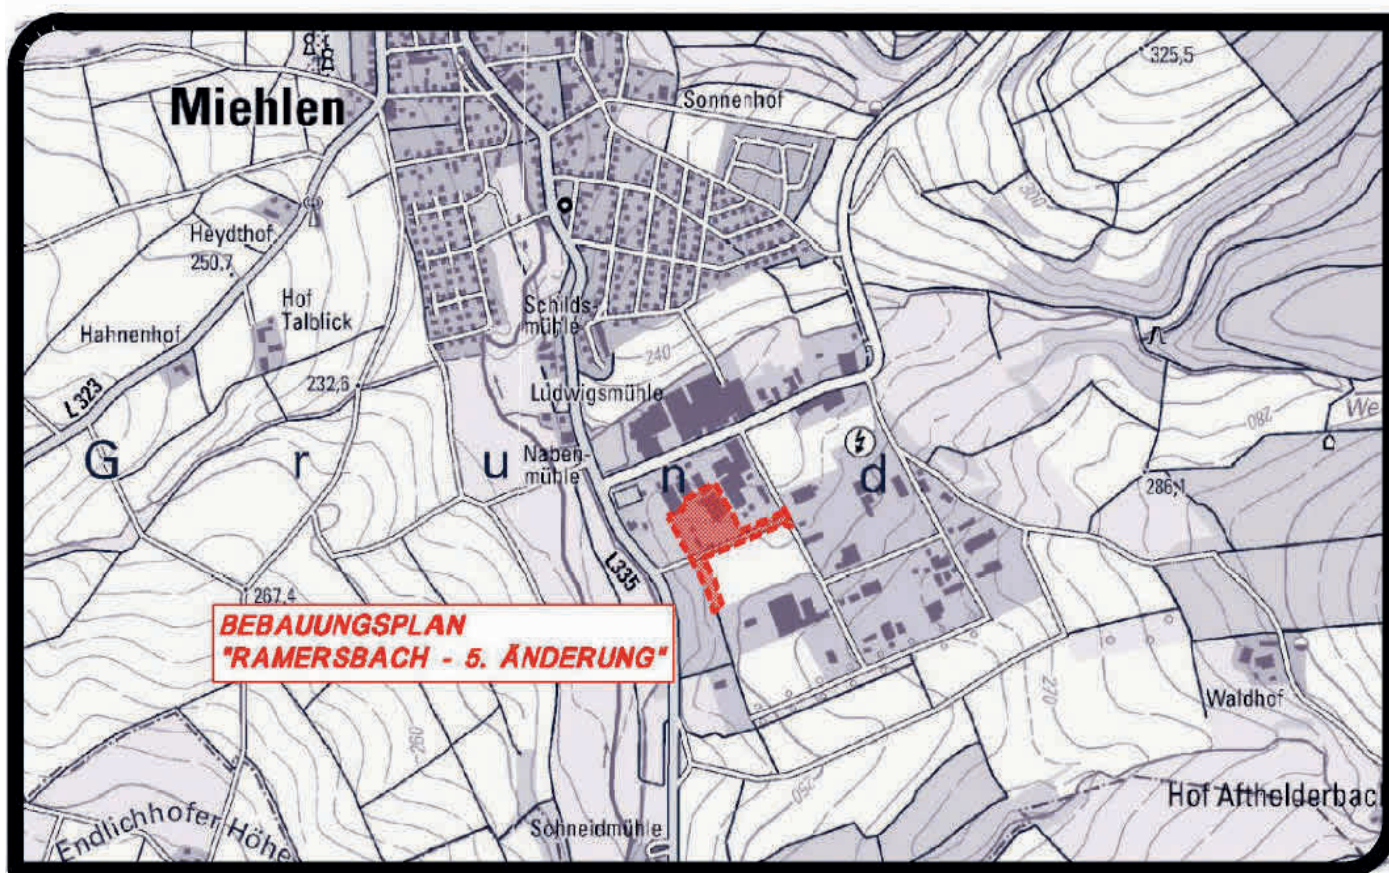 325,5
Miehlen
Sonnenhof
300
Heydthof
250,7
Hof
Talblick
Schilds-
mühle
Hahnenhof
240
232,6
Ludwigsmühle
L323
280
G r u n d
Naben-
mühle
286,1
L335
267,4
BEBAUUNGSPLAN
"RAMERSBACH - 5. ÄNDERUNG"
270
Waldhof
260
250
Hof Aftholderbach
Schneidmühle
Endlichhofer Höhe